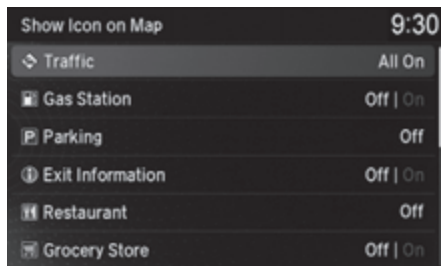 Show Icon on Map 9:30
Traffic All On
Gas Station Off | On
P Parking Off
Exit Information Off | On
Restaurant Off
Grocery Store Off | On